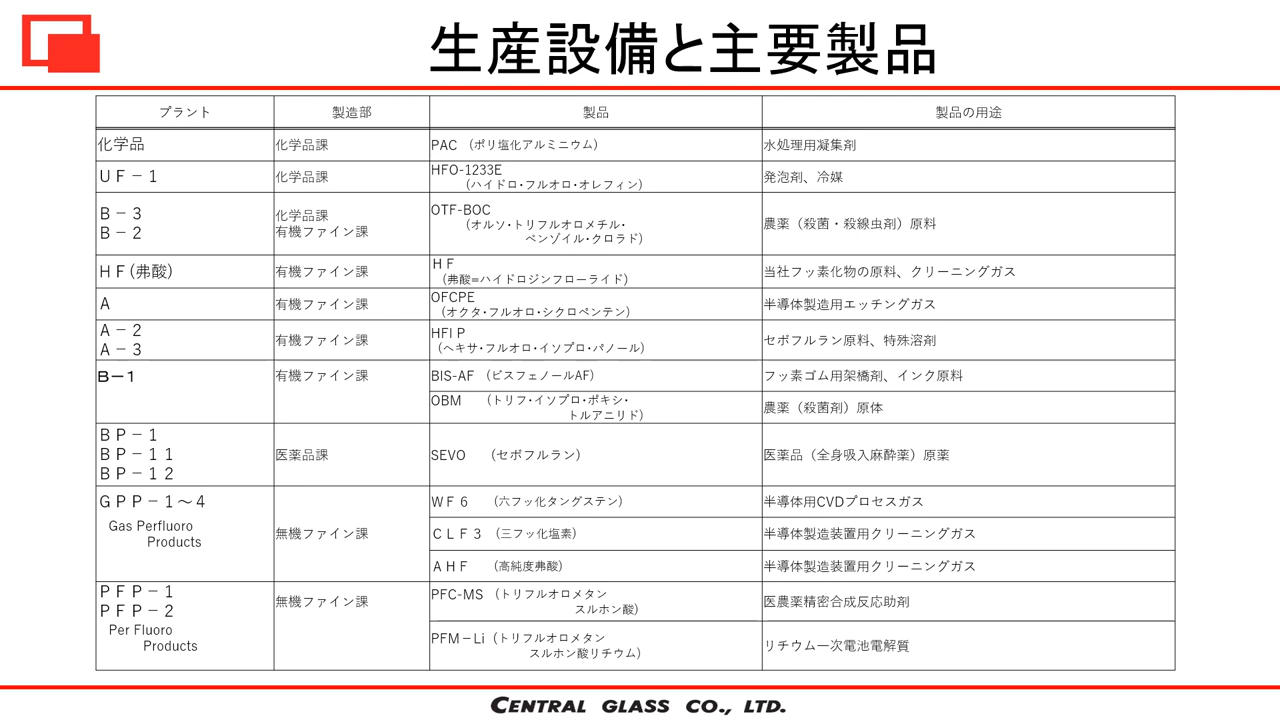 生産設備と主要製品
プラント 製造部 製品 製品の用途
化学品 化学品課 PAC （ポリ塩化アルミニウム） 水処理用凝集剤
ＵＦ－１ 化学品課 HFO-1233E
（ハイドロ・フルオロ・オレフィン） 発泡剤、冷媒
Ｂ－３
Ｂ－２ 化学品課
有機ファイン課 OTF-BOC
（オルソ・トリフルオロメチル・
ベンゾイル・クロラド） 農薬（殺菌・殺線虫剤）原料
ＨＦ(弗酸) 有機ファイン課 ＨＦ
（弗酸=ハイドロジンフローライド） 当社フッ素化物の原料、クリーニングガス
Ａ 有機ファイン課 OFCPE
（オクタ・フルオロ・シクロペンテン） 半導体製造用エッチングガス
Ａ－２
Ａ－３ 有機ファイン課 HFIP
（ヘキサ・フルオロ・イソプロ・パノール） セボフルラン原料、特殊溶剤
Ｂ－１ 有機ファイン課 BIS-AF （ビスフェノールAF） フッ素ゴム用架橋剤、インク原料
OBM （トリフ・イソプロ・ボキシ・
トルアニリド） 農薬（殺菌剤）原体
ＢＰ－１
ＢＰ－１１
ＢＰ－１２ 医薬品課 SEVO （セボフルラン） 医薬品（全身吸入麻酔薬）原薬
ＧＰＰ－１～４
Gas Perfluoro
Products 無機ファイン課 ＷＦ６ （六フッ化タングステン） 半導体用CVDプロセスガス
ＣＬＦ３ （三フッ化塩素） 半導体製造装置用クリーニングガス
ＡＨＦ （高純度弗酸） 半導体製造装置用クリーニングガス
ＰＦＰ－１
ＰＦＰ－２
Per Fluoro
Products 無機ファイン課 PFC-MS （トリフルオロメタン
スルホン酸） 医農薬精密合成反応助剤
PFM－Li（トリフルオロメタン
スルホン酸リチウム） リチウム一次電池電解質
CENTRAL GLASS CO., LTD.